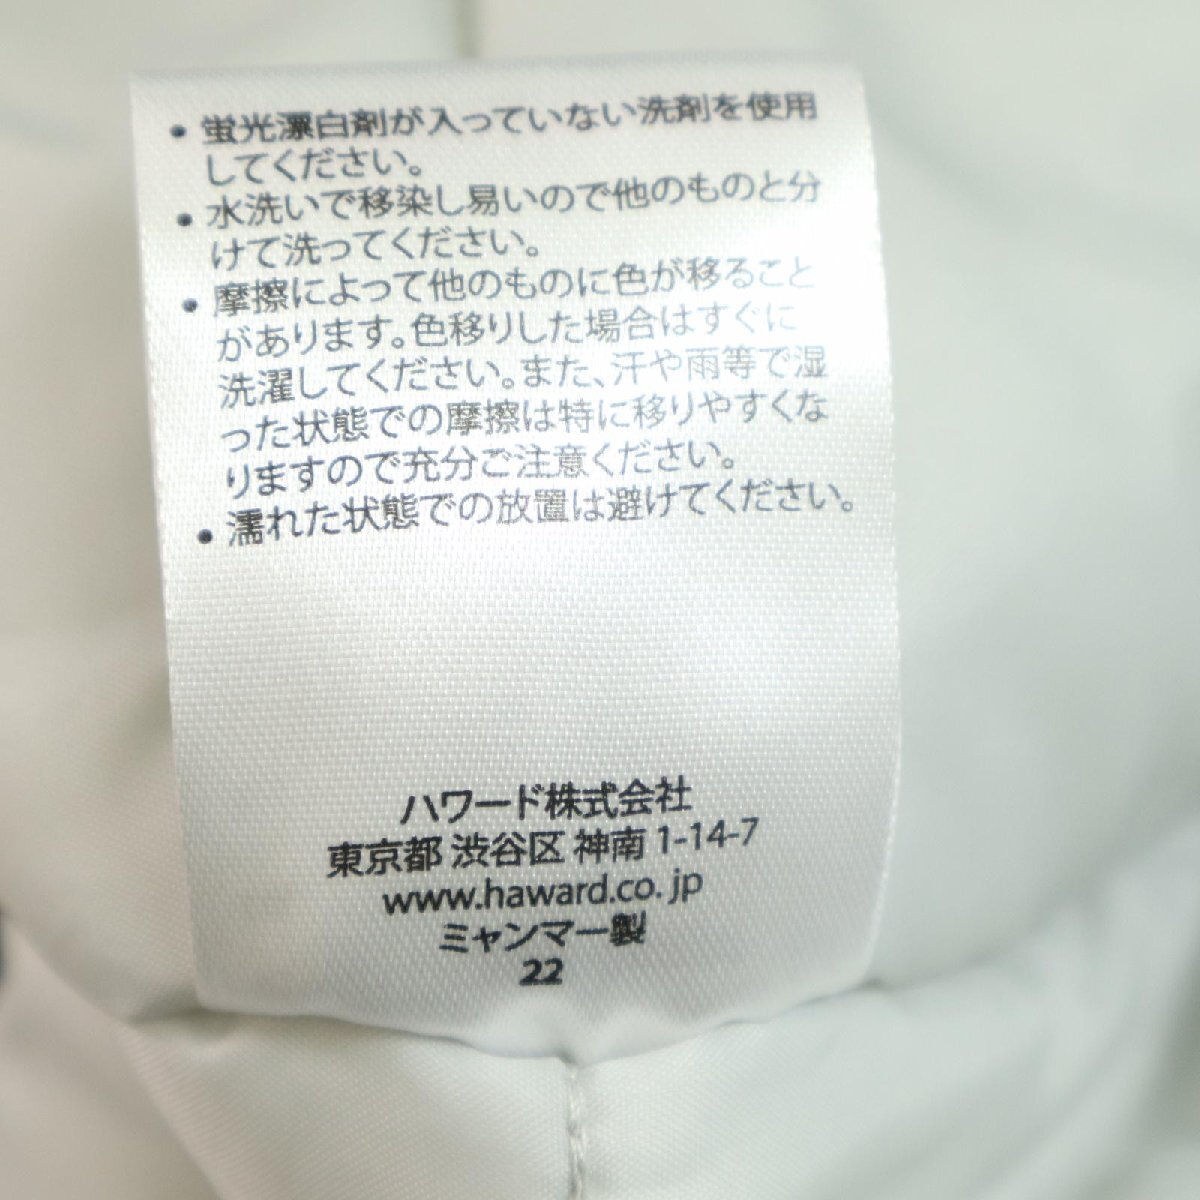 • 蛍光漂白剤が入っていない洗剤を使用
してください。
• 水洗いで移染し易いので他のものと分
けて洗ってください。
• 摩擦によって他のものに色が移ること
があります。色移りした場合はすぐに
洗濯してください。また、汗や雨等で湿
った状態での摩擦は特に移りやすくな
りますので充分ご注意ください。
• 濡れた状態での放置は避けてください。
ハワード株式会社
東京都 渋谷区 神南 1-14-7
www.haward.co.jp
ミャンマー製
22